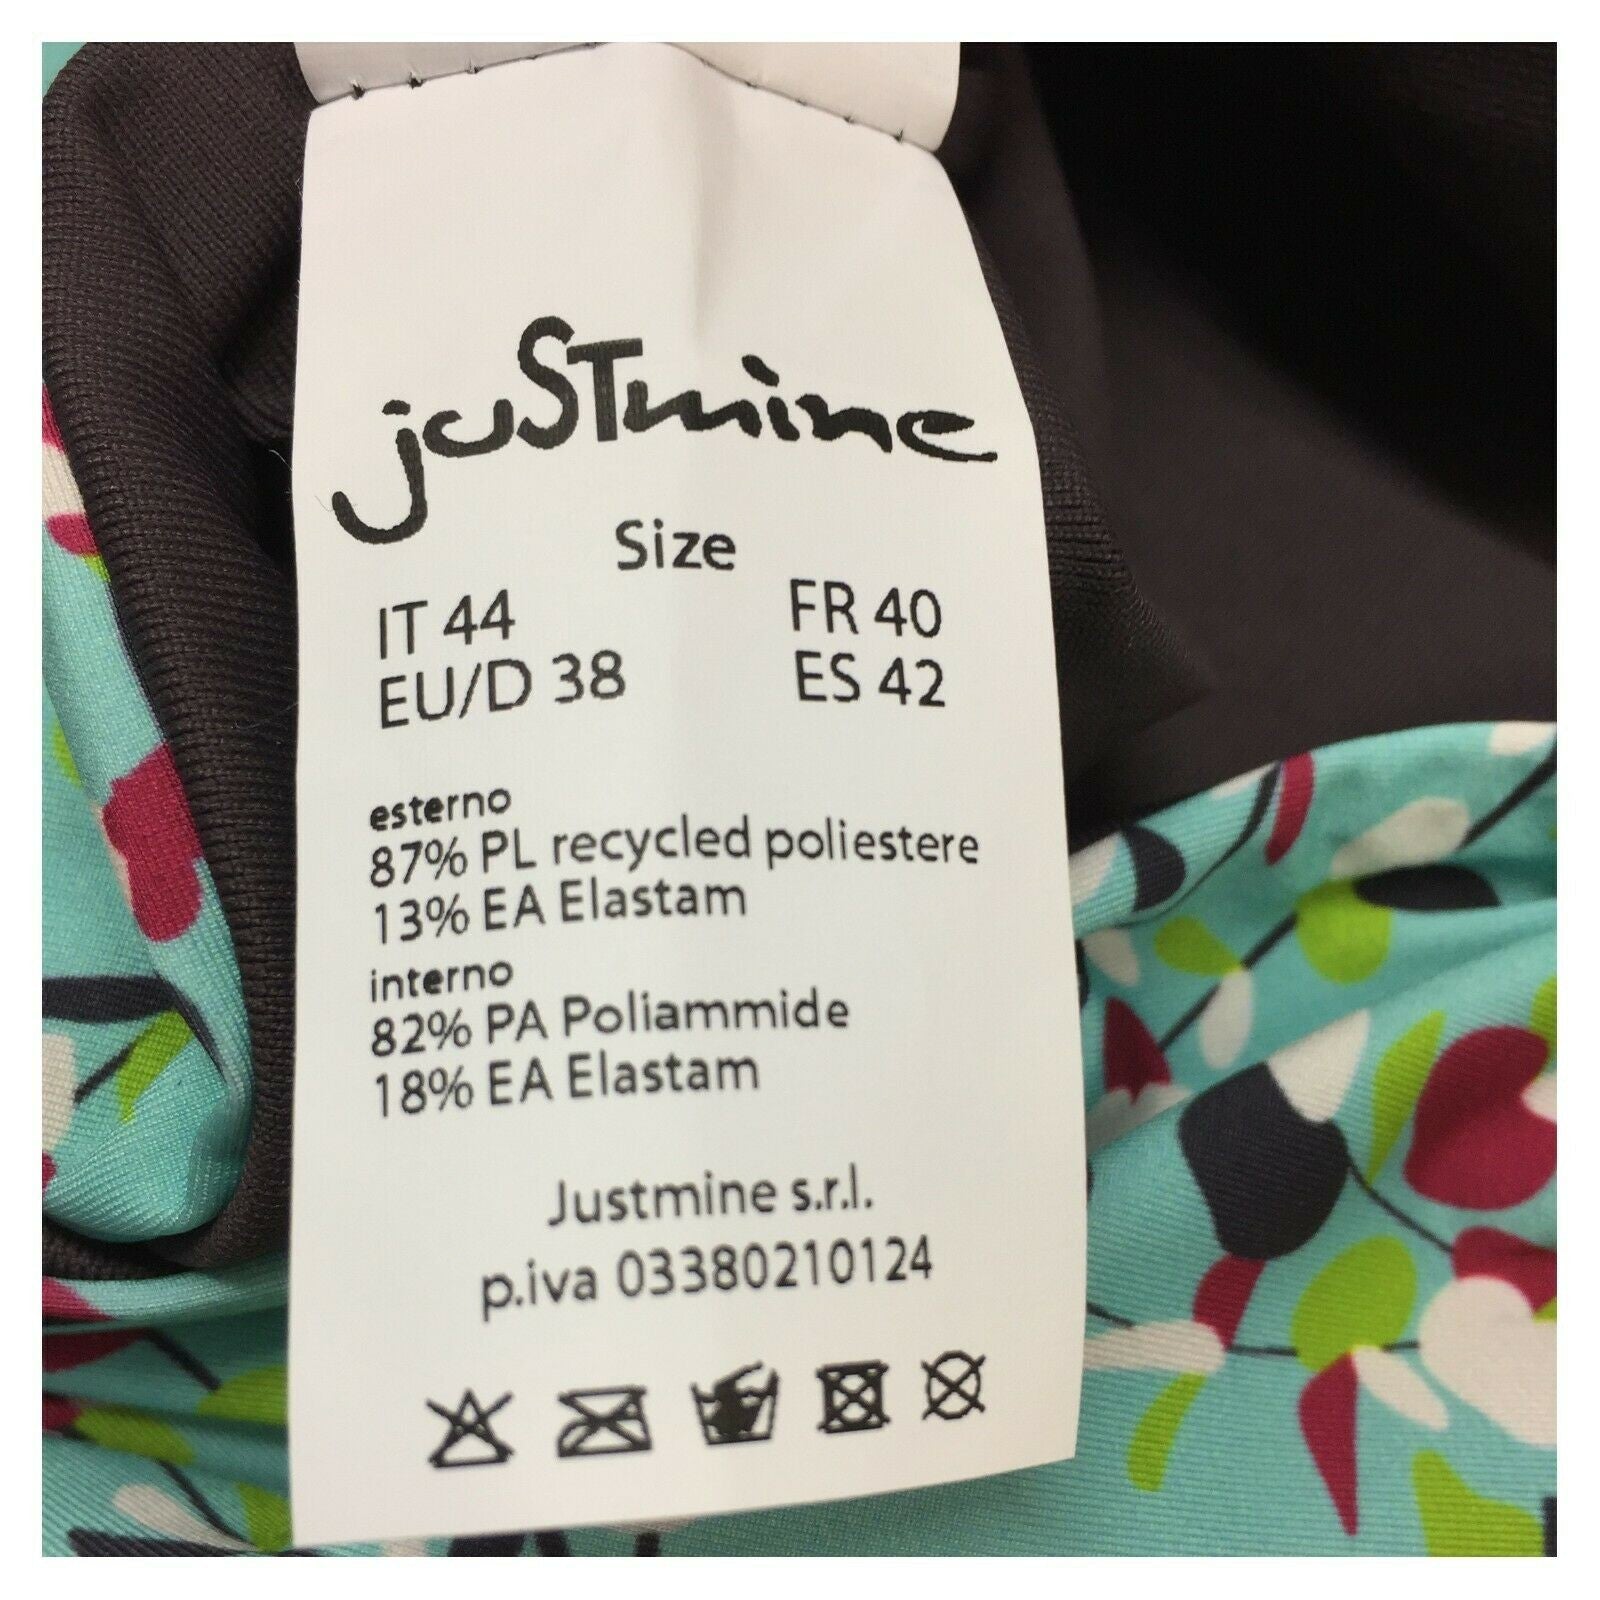 juSTmine
Size
IT 44 FR 40
EU/D 38 ES 42
esterno
87% PL recycled poliestere
13% EA Elastam
interno
82% PA Poliammide
18% EA Elastam
Justmine s.r.l.
p.iva 03380210124